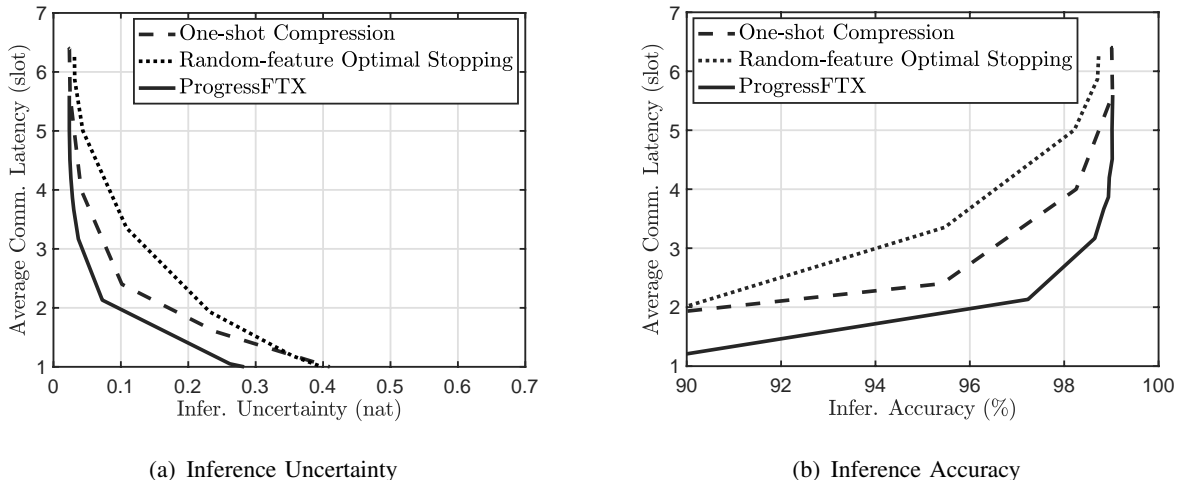 7
6
5
4
3
2
1
Average Comm. Latency (slot)
One-shot Compression
Random-feature Optimal Stopping
ProgressFTX
0 0.1 0.2 0.3 0.4 0.5 0.6 0.7
Infer. Uncertainty (nat)
(a) Inference Uncertainty
7
6
5
4
3
2
1
Average Comm. Latency (slot)
One-shot Compression
Random-feature Optimal Stopping
ProgressFTX
90 92 94 96 98 100
Infer. Accuracy (%)
(b) Inference Accuracy